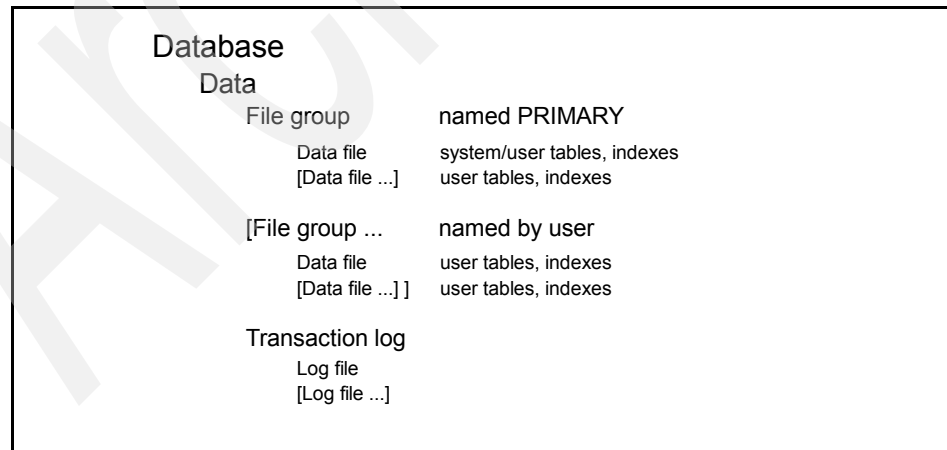 Database
Data
File group named PRIMARY
Data file system/user tables, indexes
[Data file ...] user tables, indexes
[File group ... named by user
Data file user tables, indexes
[Data file ...] ] user tables, indexes
Transaction log
Log file
[Log file ...]